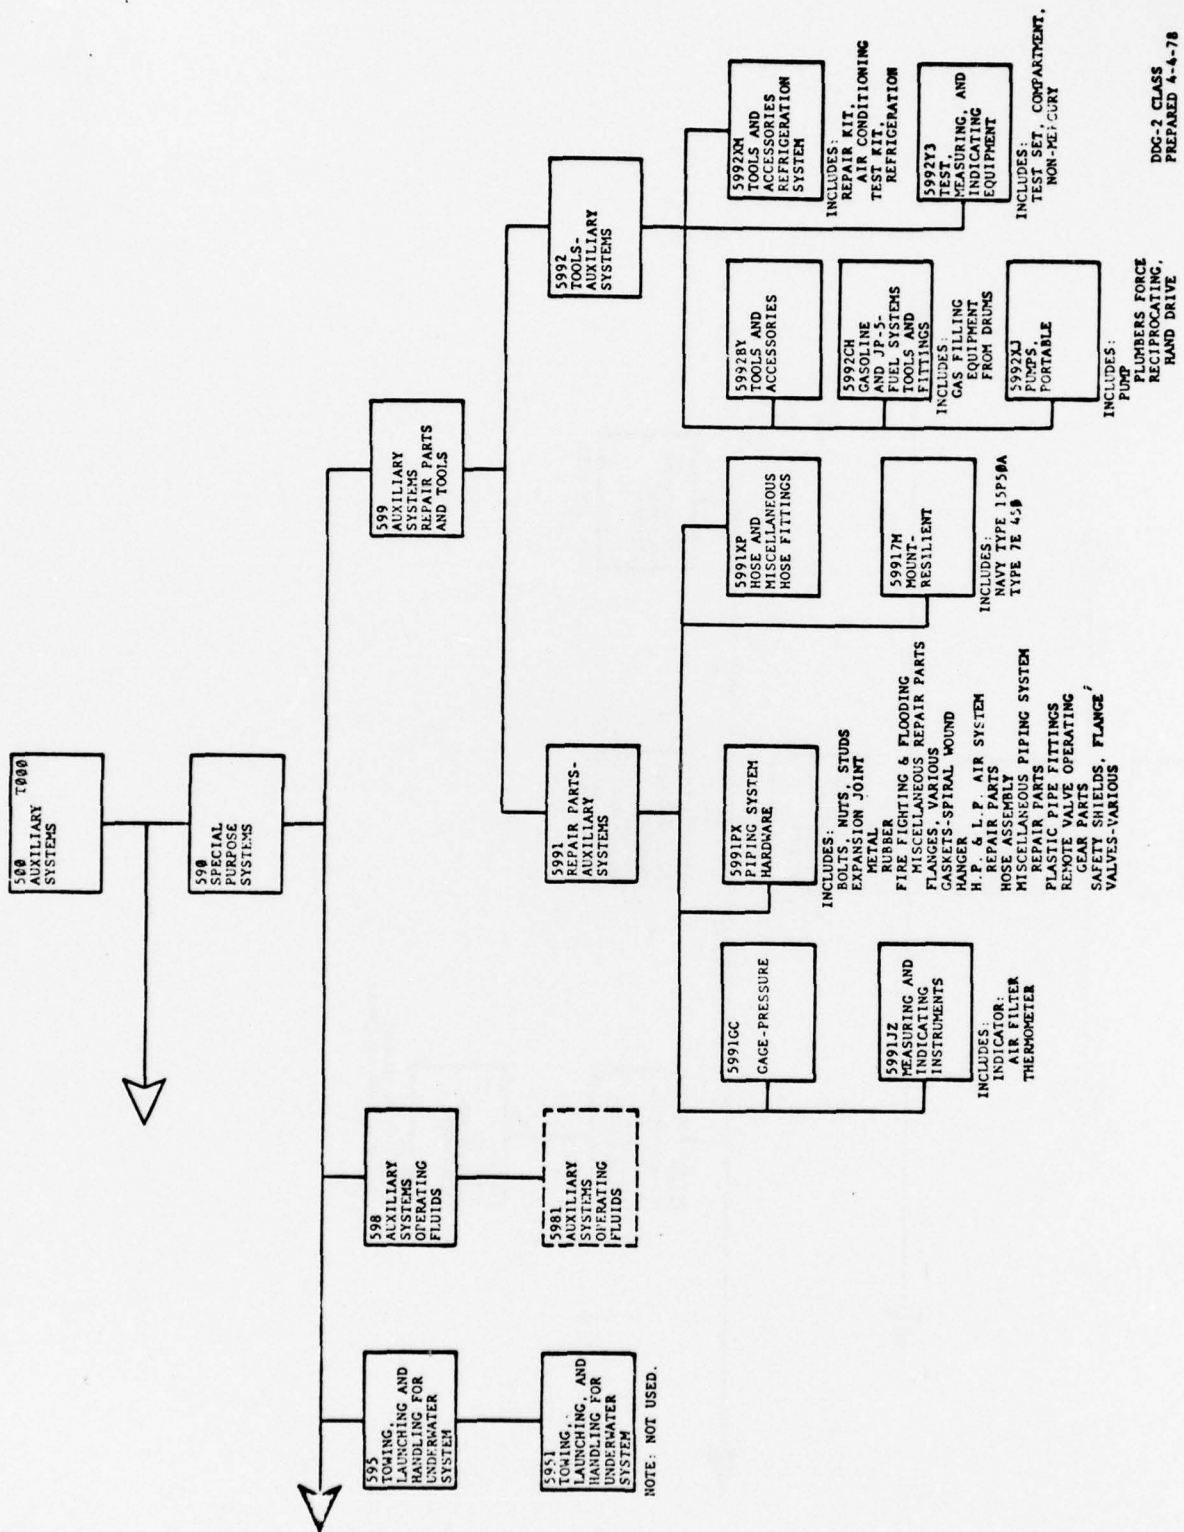 500 T000
AUXILIARY
SYSTEMS
590
SPECIAL
PURPOSE
SYSTEMS
595
TOWING,
LAUNCHING AND
HANDLING FOR
UNDERWATER
SYSTEM
598
AUXILIARY
SYSTEMS
OPERATING
FLUIDS
599
AUXILIARY
SYSTEMS
REPAIR PARTS
AND TOOLS
5951
TOWING,
LAUNCHING, AND
HANDLING FOR
UNDERWATER
SYSTEM
NOTE: NOT USED.
5981
AUXILIARY
SYSTEMS
OPERATING
FLUIDS
5991
REPAIR PARTS-
AUXILIARY
SYSTEMS
5992
TOOLS-
AUXILIARY
SYSTEMS
5991GC
GAGE-PRESSURE
5991JZ
MEASURING AND
INDICATING
INSTRUMENTS
INCLUDES:
INDICATOR:
AIR FILTER
THERMOMETER
5991PX
PIPING SYSTEM
HARDWARE
INCLUDES:
BOLTS, NUTS, STUDS
EXPANSION JOINT
METAL
RUBBER
FIRE FIGHTING & FLOODING
MISCELLANEOUS REPAIR PARTS
FLANGES, VARIOUS
GASKETS-SPIRAL WOUND
HANGER
H.P. & L.P. AIR SYSTEM
REPAIR PARTS
HOSE ASSEMBLY
MISCELLANEOUS PIPING SYSTEM
REPAIR PARTS
PLASTIC PIPE FITTINGS
REMOTE VALVE OPERATING
GEAR PARTS
SAFETY SHIELDS, FLANGE
VALVES-VARIOUS
5991XP
HOSE AND
MISCELLANEOUS
HOSE FITTINGS
59917M
MOUNT-
RESILIENT
INCLUDES:
NAVY TYPE 15P50A
TYPE 7E 450
5992BY
TOOLS AND
ACCESSORIES
5992CH
GASOLINE
AND JP-5-
FUEL SYSTEMS
TOOLS AND
FITTINGS
INCLUDES:
GAS FILLING
EQUIPMENT
FROM DRUMS
5992XJ
PUMPS,
PORTABLE
INCLUDES:
PUMP
PLUMBERS FORCE
RECIPROCATING,
HAND DRIVE
5992XM
TOOLS AND
ACCESSORIES
REFRIGERATION
SYSTEM
INCLUDES:
REPAIR KIT,
AIR CONDITIONING
TEST KIT,
REFRIGERATION
5992Y3
TEST,
MEASURING, AND
INDICATING
EQUIPMENT
INCLUDES:
TEST SET, COMPARTMENT,
NON-MERCURY
DDG-2 CLASS
PREPARED 4-4-78